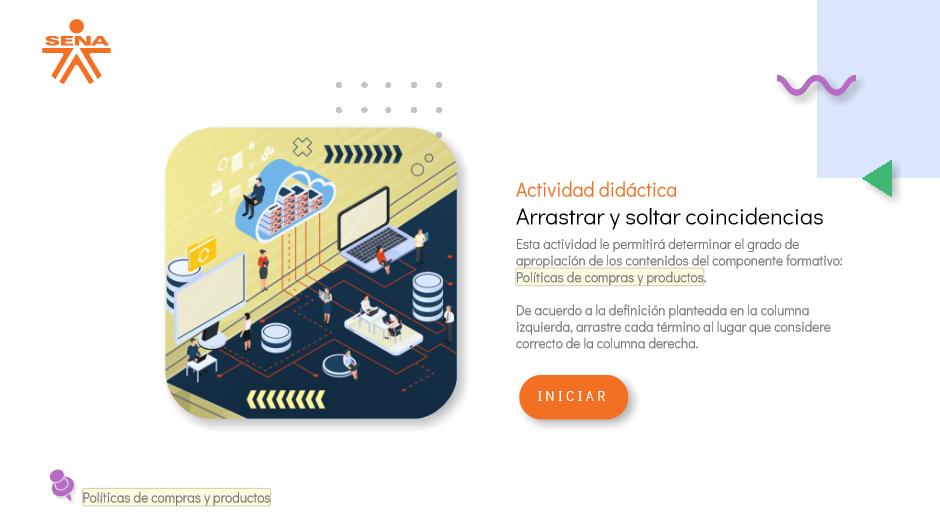 SENA
Actividad didáctica
Arrastrar y soltar coincidencias
Esta actividad le permitirá determinar el grado de
apropiación de los contenidos del componente formativo:
Políticas de compras y productos.
De acuerdo a la definición planteada en la columna
izquierda, arrastre cada término al lugar que considere
correcto de la columna derecha.
INICIAR
Políticas de compras y productos